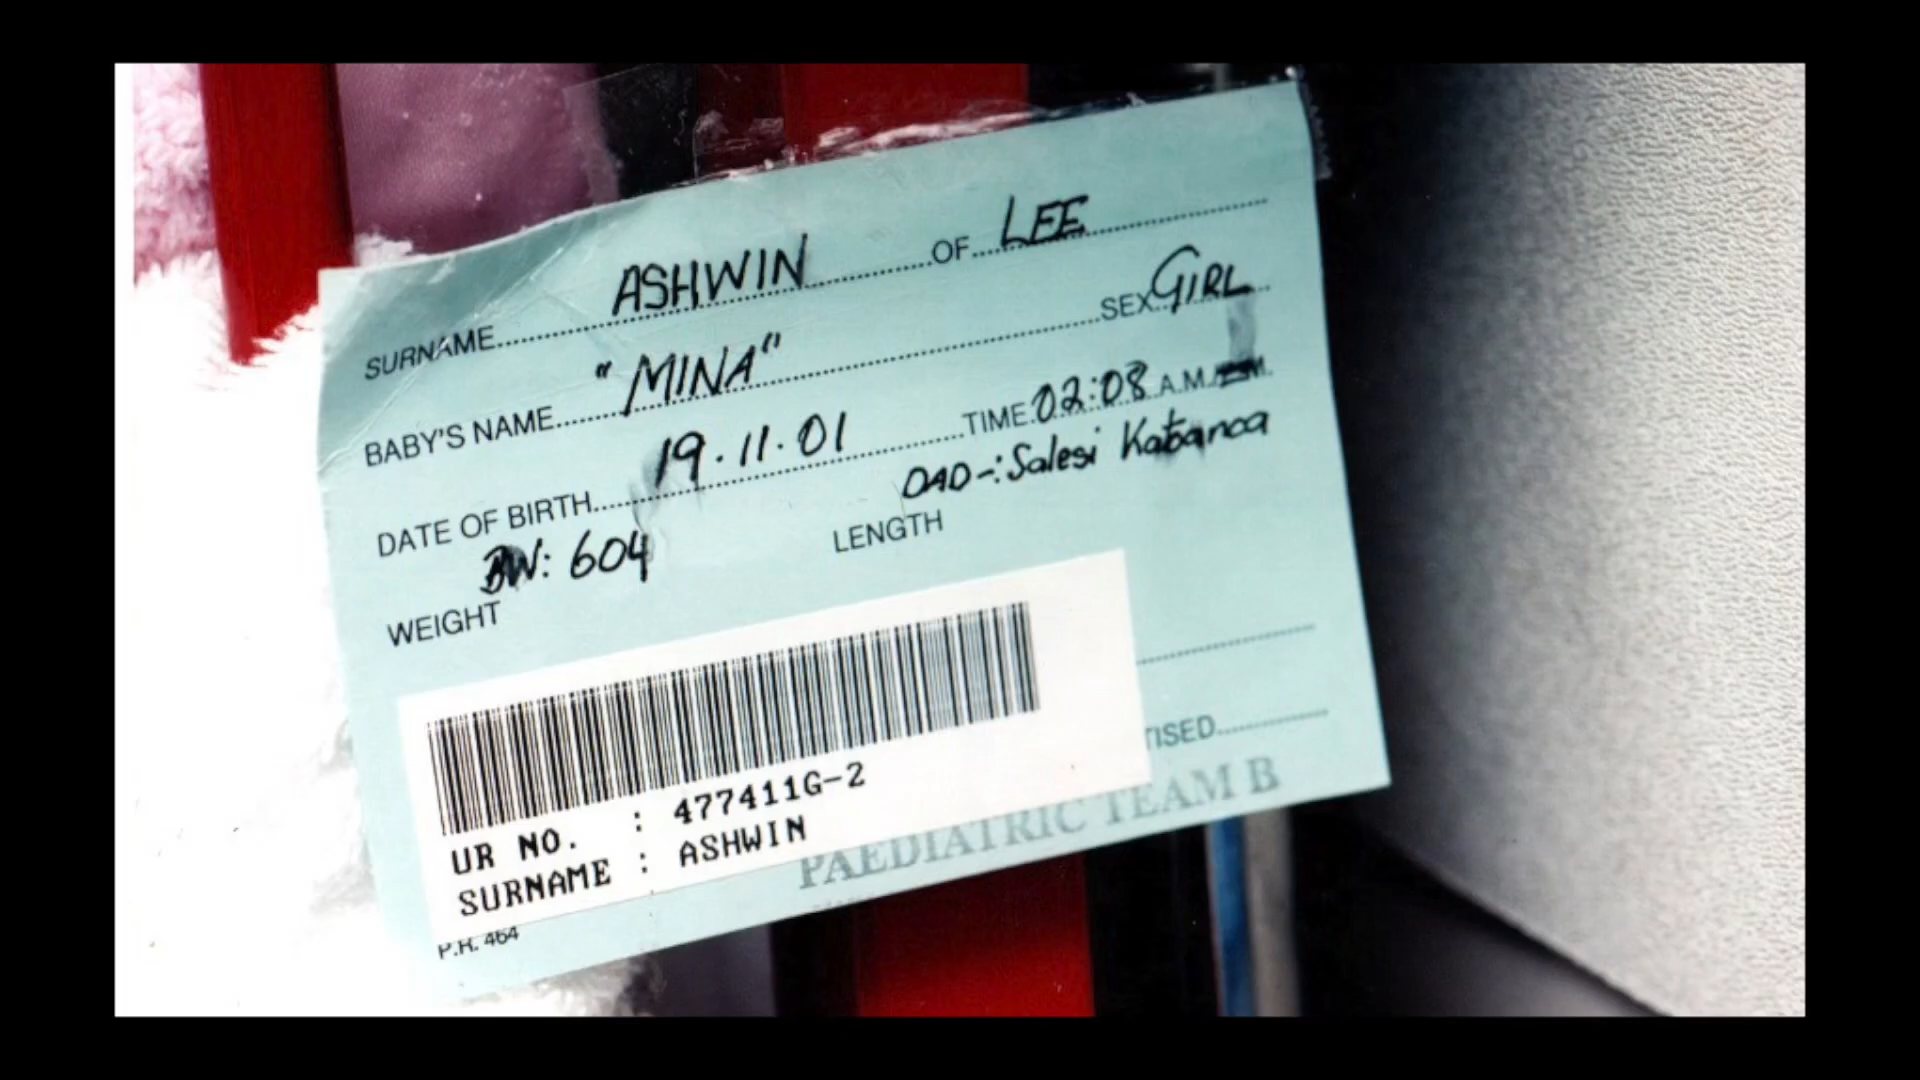 SURNAME ASHWIN OF LEE
BABY'S NAME "MINA" SEX GIRL
DATE OF BIRTH 19.11.01 TIME 02:08 A.M.
DAD-: Salesi
BW: 604
WEIGHT LENGTH
TISED
UR NO. : 477411G-2
SURNAME : ASHWIN
PAEDIATRIC TEAM B
P.R. 464